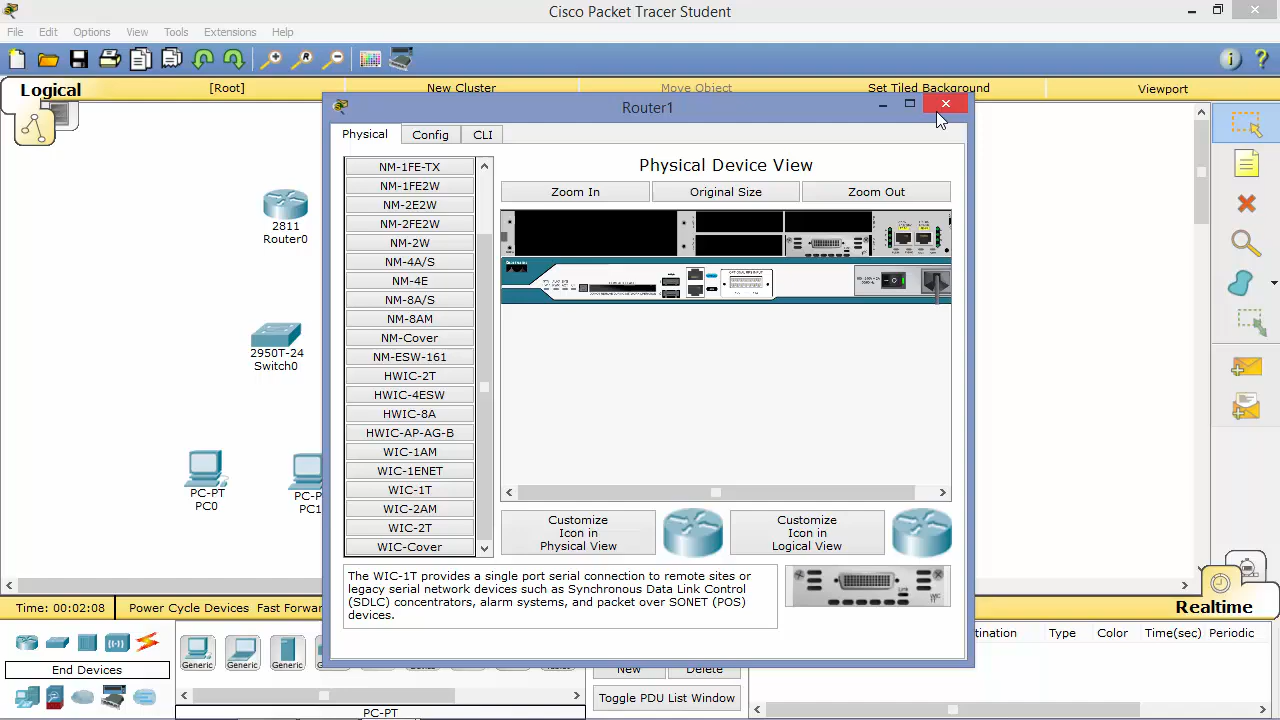 Cisco Packet Tracer Student
File Edit Options View Tools Extensions Help
Logical
[Root]
New Cluster
Move Object
Set Tiled Background
Viewport
2811
Router0
2950T-24
Switch0
PC-PT
PC0
PC-P
PC1
Router1
Physical
Config
CLI
NM-1FE-TX
NM-1FE2W
NM-2E2W
NM-2FE2W
NM-2W
NM-4A/S
NM-4E
NM-8A/S
NM-8AM
NM-Cover
NM-ESW-161
HWIC-2T
HWIC-4ESW
HWIC-8A
HWIC-AP-AG-B
WIC-1AM
WIC-1ENET
WIC-1T
WIC-2AM
WIC-2T
WIC-Cover
Physical Device View
Zoom In
Original Size
Zoom Out
Customize
Icon in
Physical View
Customize
Icon in
Logical View
The WIC-1T provides a single port serial connection to remote sites or
legacy serial network devices such as Synchronous Data Link Control
(SDLC) concentrators, alarm systems, and packet over SONET (POS)
devices.
Time: 00:02:08
Power Cycle Devices Fast Forwar
Realtime
End Devices
Generic
Generic
Generic
PC-PT
New
Delete
Toggle PDU List Window
tination
Type
Color
Time(sec)
Periodic